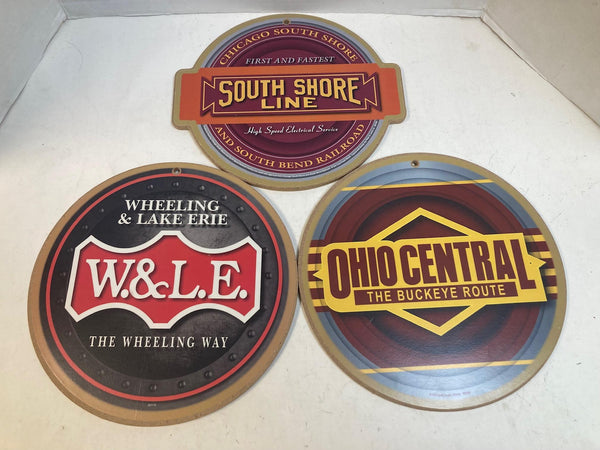 CHICAGO SOUTH SHORE
FIRST AND FASTEST
SOUTH SHORE
LINE
High Speed Electrical Service
AND SOUTH BEND RAILROAD
WHEELING
& LAKE ERIE
W.&L.E.
THE WHEELING WAY
OHIO CENTRAL
THE BUCKEYE ROUTE